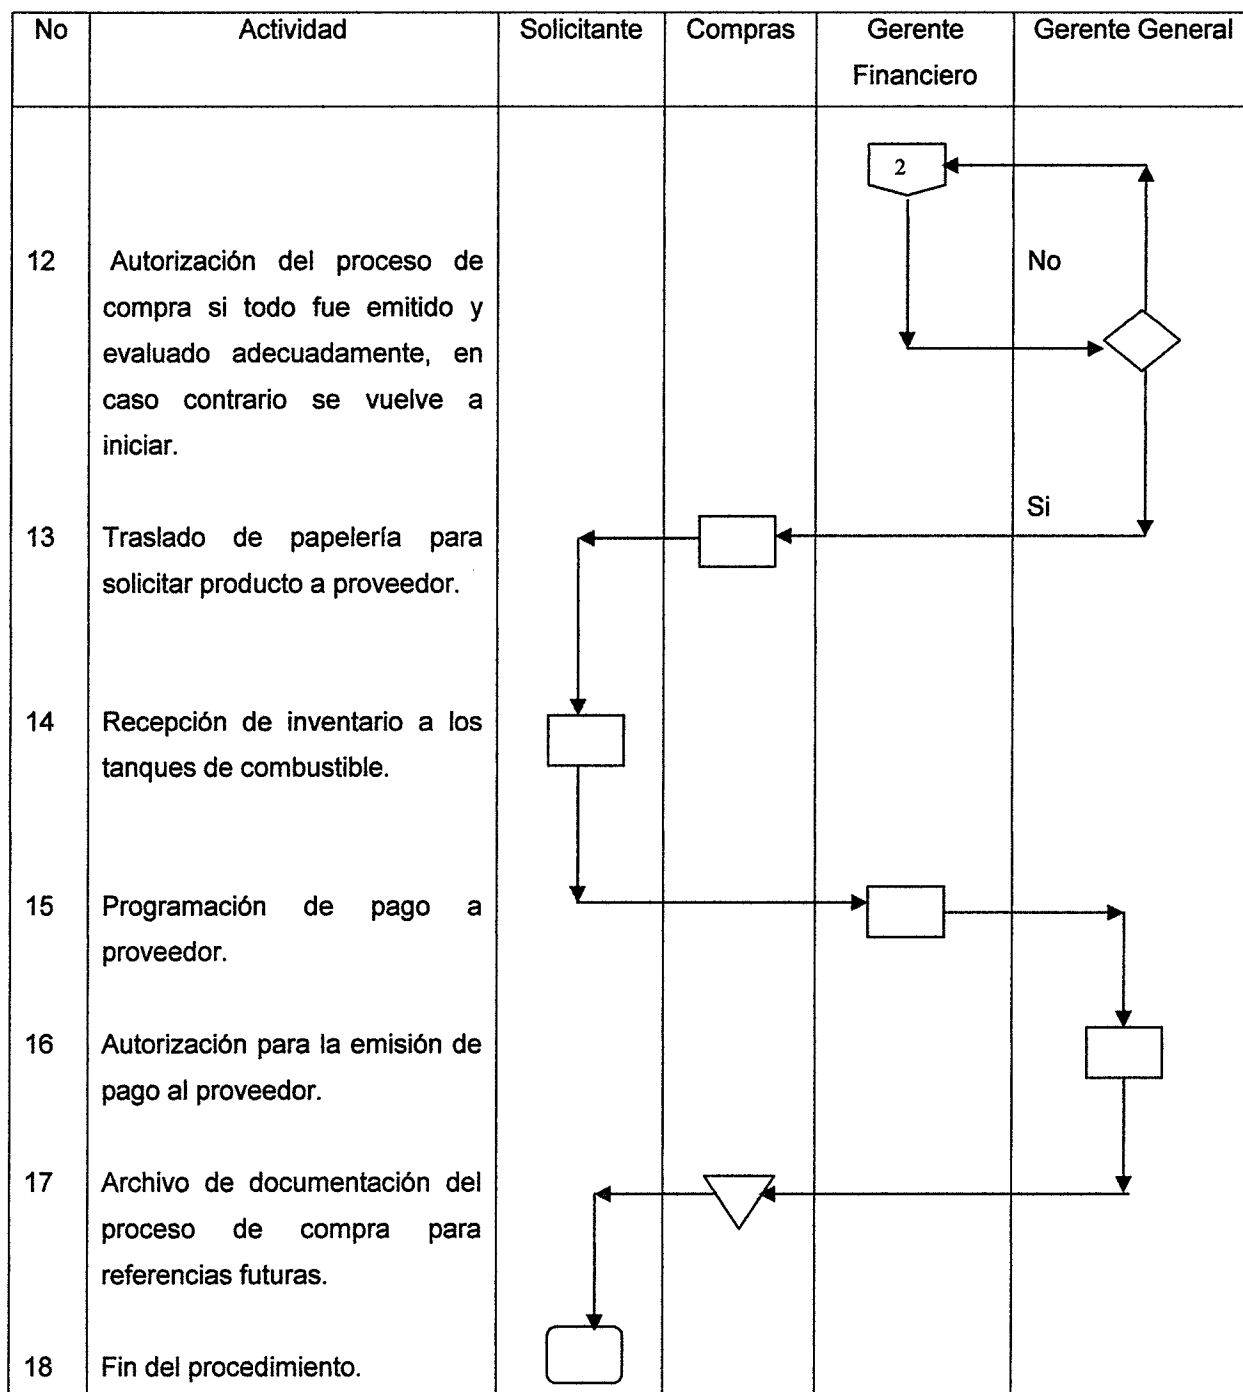 No Actividad Solicitante Compras Gerente Gerente General
Financiero
2
12 Autorización del proceso de No
compra si todo fue emitido y
evaluado adecuadamente, en
caso contrario se vuelve a
iniciar.
Si
13 Traslado de papelería para
solicitar producto a proveedor.
14 Recepción de inventario a los
tanques de combustible.
15 Programación de pago a
proveedor.
16 Autorización para la emisión de
pago al proveedor.
17 Archivo de documentación del
proceso de compra para
referencias futuras.
18 Fin del procedimiento.